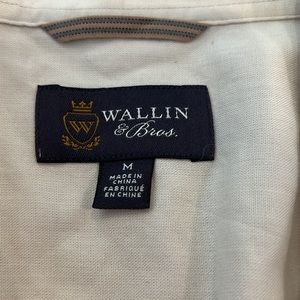 W
WALLIN
& Bros.
M
MADE IN
CHINA
FABRIQUÉ
EN CHINE